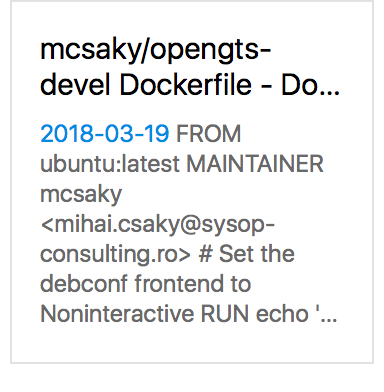 mcsaky/opengts-
devel Dockerfile - Do...
2018-03-19 FROM
ubuntu:latest MAINTAINER
mcsaky
<mihai.csaky@sysop-
consulting.ro> # Set the
debconf frontend to
Noninteractive RUN echo '...